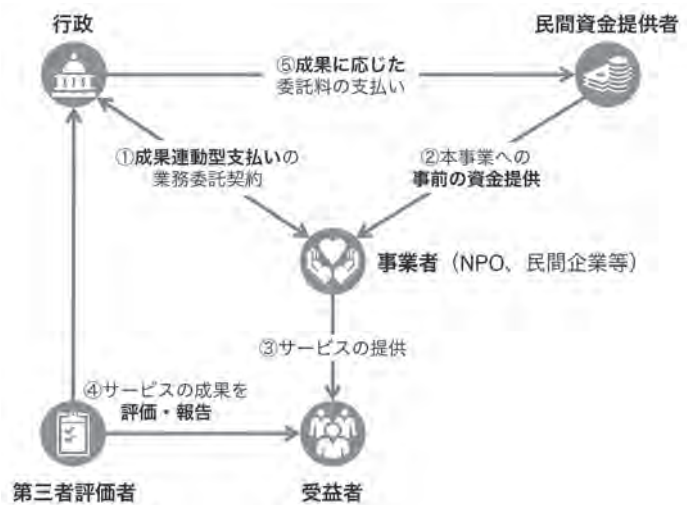 行政
民間資金提供者
⑤成果に応じた
委託料の支払い
①成果連動型支払いの
業務委託契約
②本事業への
事前の資金提供
事業者（NPO、民間企業等）
③サービスの提供
④サービスの成果を
評価・報告
第三者評価者
受益者